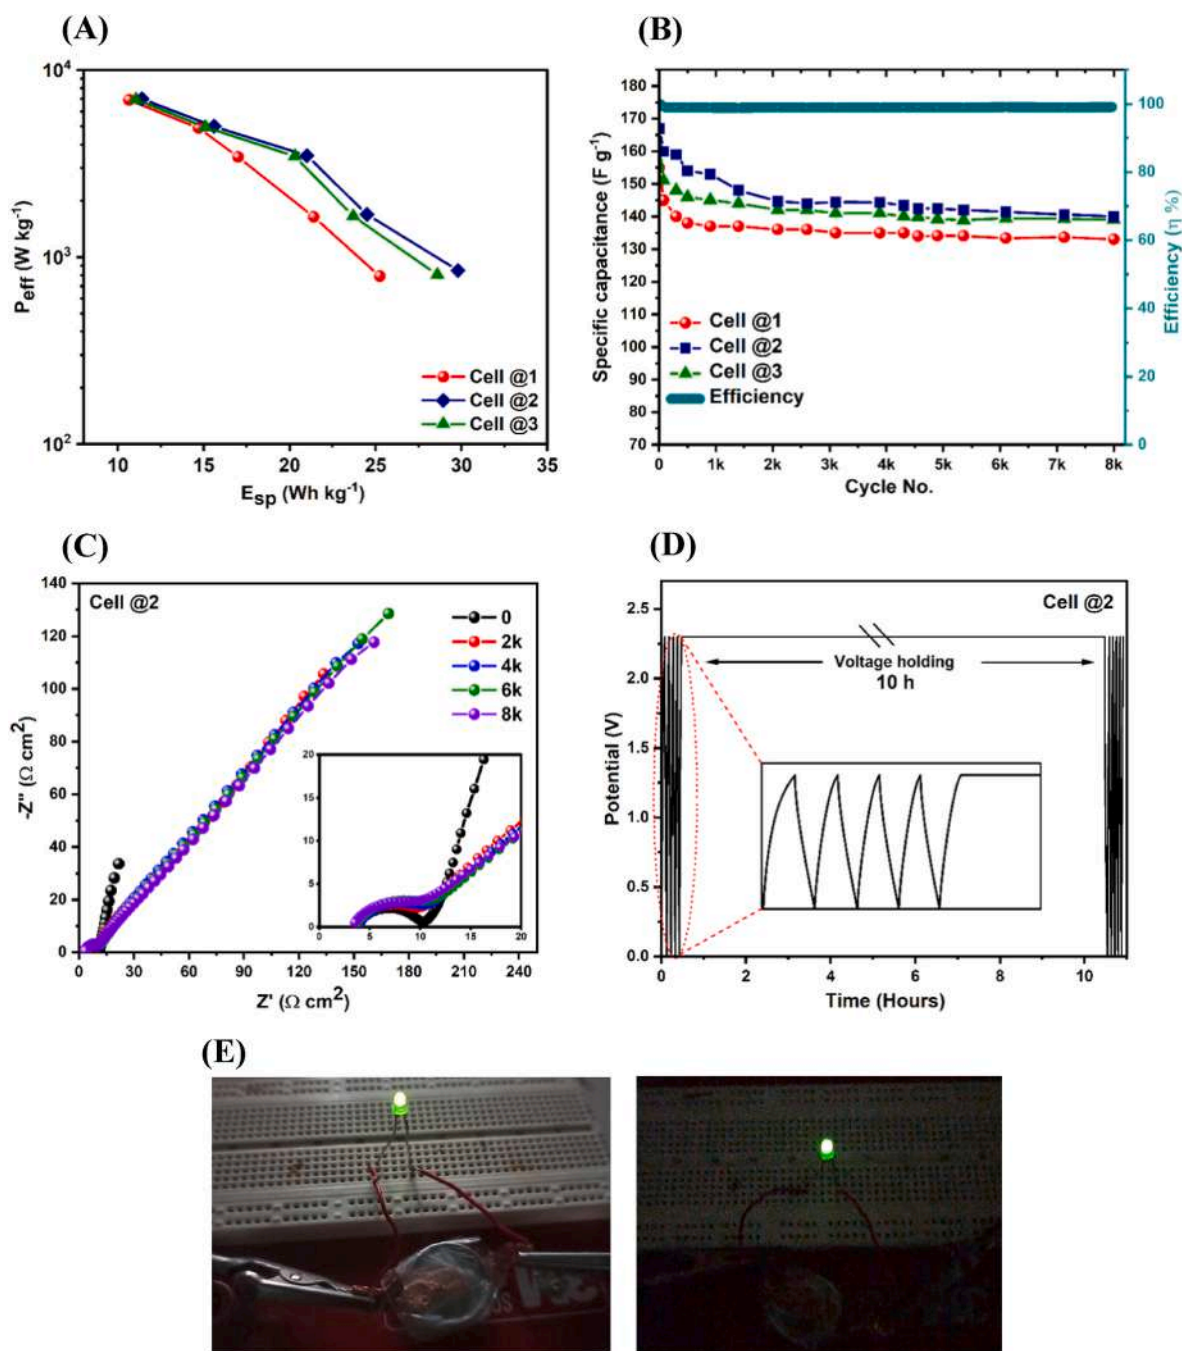 (A)
10⁴
10³
10²
P_eff (W kg⁻¹)
Cell @1
Cell @2
Cell @3
10 15 20 25 30 35
E_sp (Wh kg⁻¹)
(B)
180
170
160
150
140
130
120
110
100
90
80
70
Specific capacitance (F g⁻¹)
Cell @1
Cell @2
Cell @3
Efficiency
100
80
60
40
20
0
Efficiency (η %)
0 1k 2k 3k 4k 5k 6k 7k 8k
Cycle No.
(C)
Cell @2
140
120
100
80
60
40
20
0
-Z'' (Ω cm²)
0
2k
4k
6k
8k
20
15
10
5
0
0 5 10 15 20
30 60 90 120 150 180 210 240
Z' (Ω cm²)
(D)
Cell @2
2.5
2.0
1.5
1.0
0.5
0.0
Potential (V)
Voltage holding
10 h
0 2 4 6 8 10
Time (Hours)
(E)